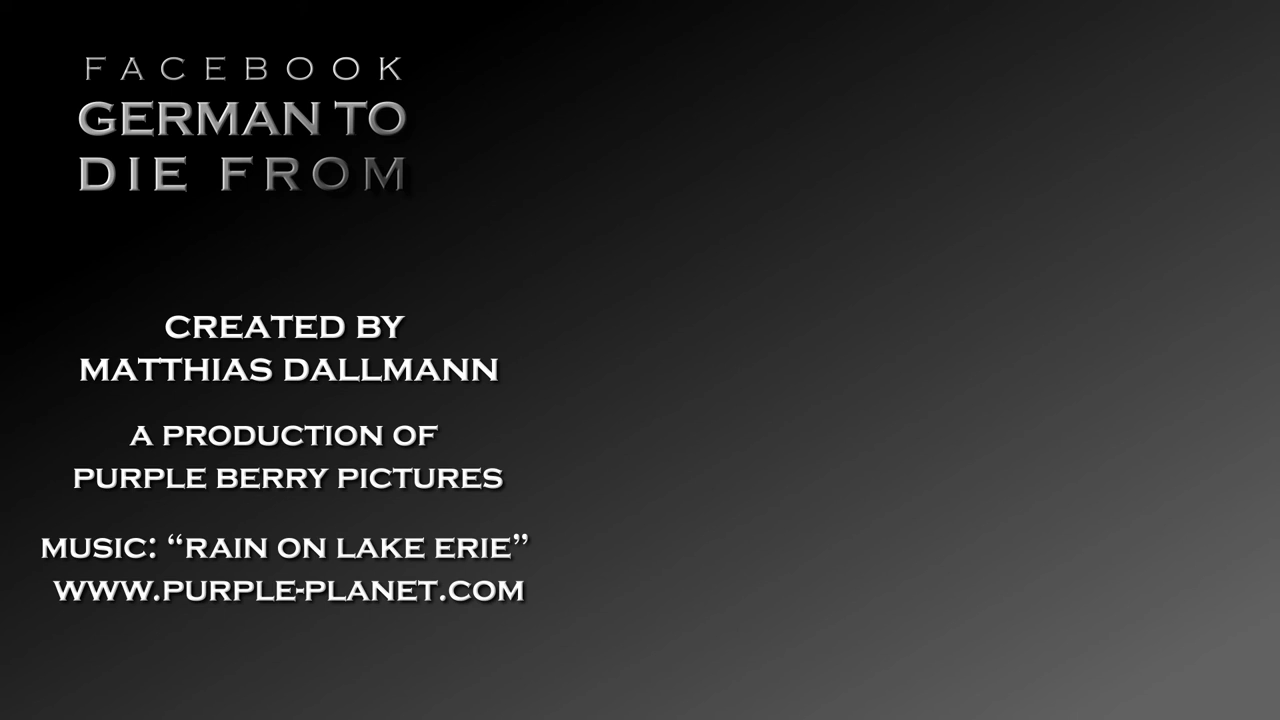 FACEBOOK
GERMAN TO
DIE FROM
CREATED BY
MATTHIAS DALLMANN
A PRODUCTION OF
PURPLE BERRY PICTURES
MUSIC: “RAIN ON LAKE ERIE”
WWW.PURPLE-PLANET.COM